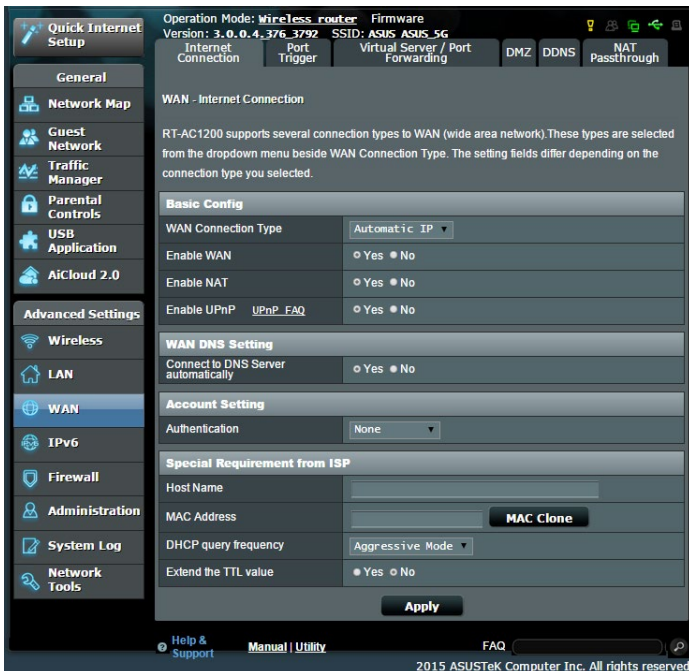 Quick Internet
Setup
Operation Mode: Wireless router Firmware
Version: 3.0.0.4.376_3792 SSID: ASUS ASUS_5G
General
Network Map
Guest
Network
Traffic
Manager
Parental
Controls
USB
Application
AiCloud 2.0
Advanced Settings
Wireless
LAN
WAN
IPv6
Firewall
Administration
System Log
Network
Tools
Internet
Connection
Port
Trigger
Virtual Server / Port
Forwarding
DMZ
DDNS
NAT
Passthrough
WAN - Internet Connection
RT-AC1200 supports several connection types to WAN (wide area network).These types are selected
from the dropdown menu beside WAN Connection Type. The setting fields differ depending on the
connection type you selected.
Basic Config
WAN Connection Type Automatic IP
Enable WAN Yes No
Enable NAT Yes No
Enable UPnP UPnP FAQ Yes No
WAN DNS Setting
Connect to DNS Server
automatically Yes No
Account Setting
Authentication None
Special Requirement from ISP
Host Name
MAC Address MAC Clone
DHCP query frequency Aggressive Mode
Extend the TTL value Yes No
Apply
Help &
Support
Manual | Utility
FAQ
2015 ASUSTeK Computer Inc. All rights reserved